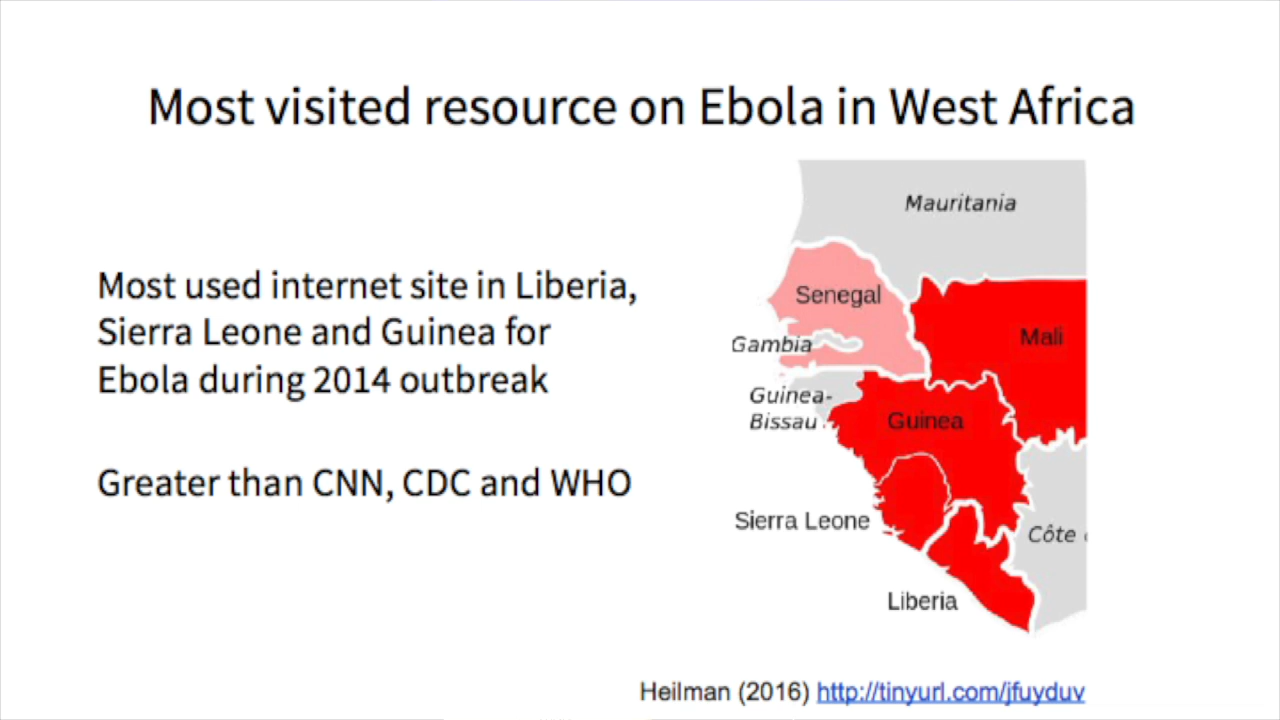 Most visited resource on Ebola in West Africa
Most used internet site in Liberia,
Sierra Leone and Guinea for
Ebola during 2014 outbreak
Greater than CNN, CDC and WHO
Mauritania
Senegal
Mali
Gambia
Guinea-
Bissau
Guinea
Sierra Leone
Côte
Liberia
Heilman (2016) http://tinyurl.com/jfuyduv